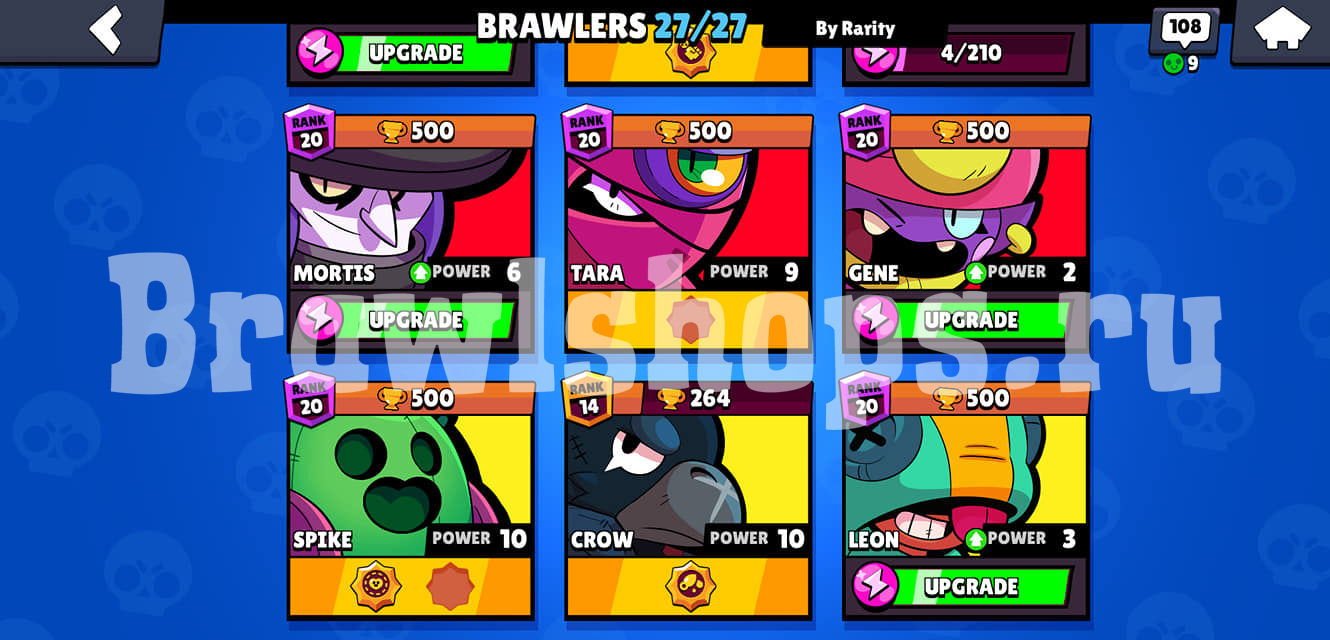 BRAWLERS 27/27
By Rarity
108
9
UPGRADE
4/210
RANK 20
500
RANK 20
500
RANK 20
500
MORTIS
POWER 6
TARA
POWER 9
GENE
POWER 2
UPGRADE
UPGRADE
Brawlshops.ru
RANK 20
500
RANK 14
264
RANK 20
500
SPIKE
POWER 10
CROW
POWER 10
LEON
POWER 3
UPGRADE